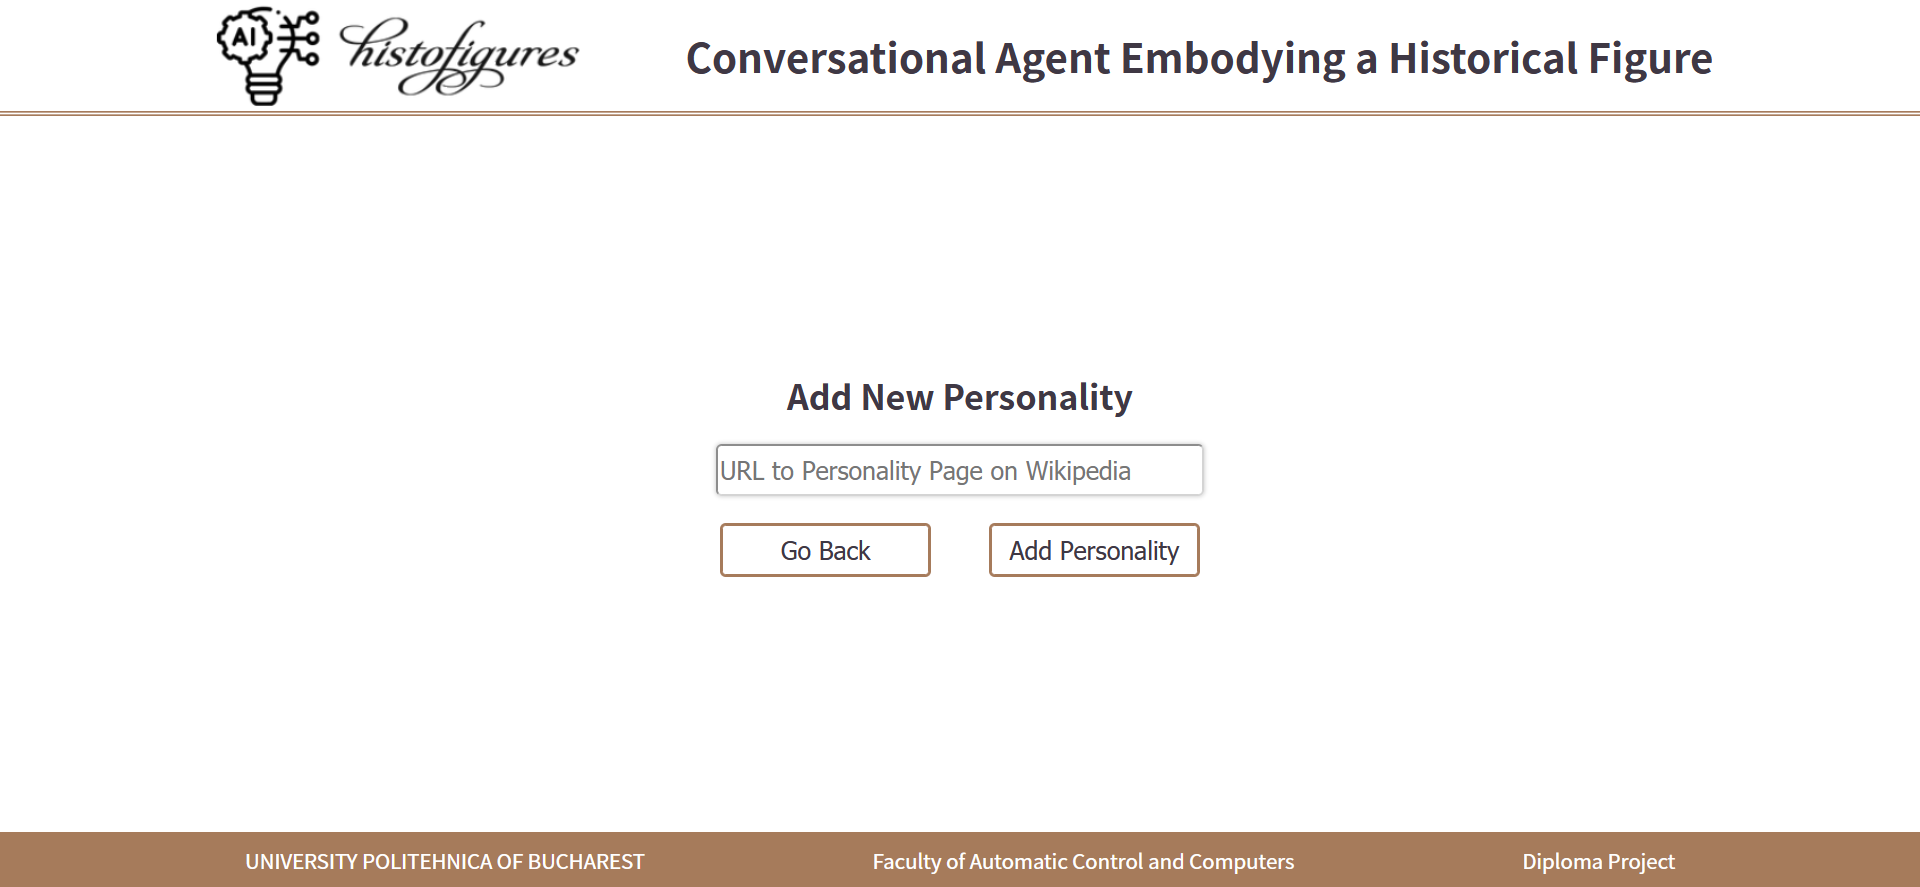 AI histofigures
Conversational Agent Embodying a Historical Figure
Add New Personality
URL to Personality Page on Wikipedia
Go Back
Add Personality
UNIVERSITY POLITEHNICA OF BUCHAREST
Faculty of Automatic Control and Computers
Diploma Project